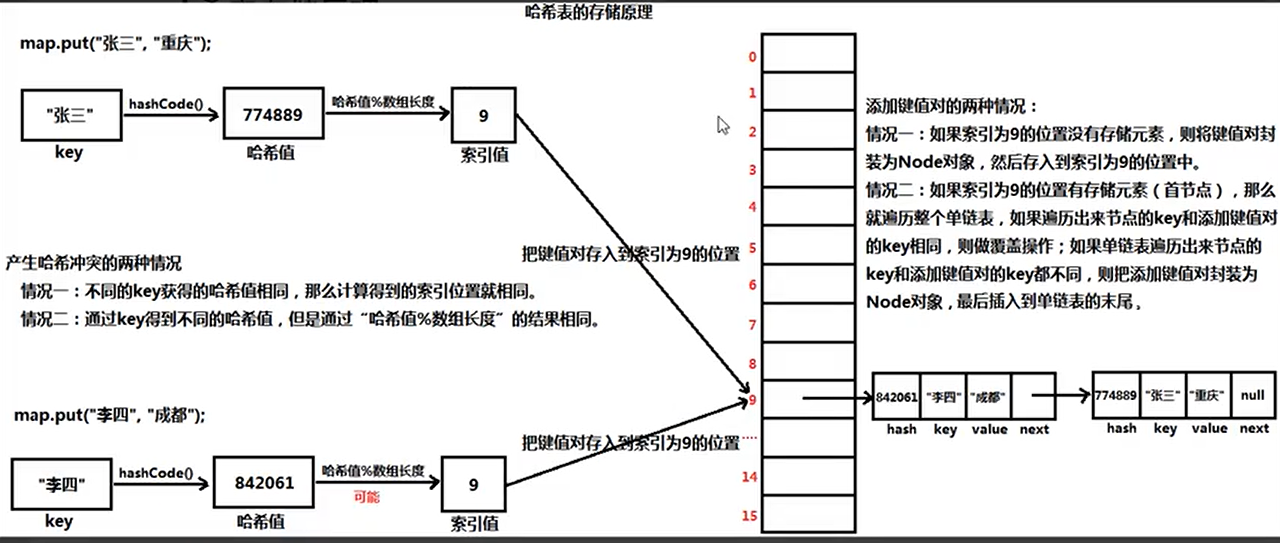 哈希表的存储原理
map.put("张三", "重庆");
"张三"
hashCode()
774889
哈希值%数组长度
9
key
哈希值
索引值
把键值对存入到索引为9的位置
产生哈希冲突的两种情况
情况一：不同的key获得的哈希值相同，那么计算得到的索引位置就相同。
情况二：通过key得到不同的哈希值，但是通过“哈希值%数组长度”的结果相同。
map.put("李四", "成都");
"李四"
hashCode()
842061
哈希值%数组长度
可能
9
key
哈希值
索引值
把键值对存入到索引为9的位置
0
1
2
3
4
5
6
7
8
9
......
14
15
添加键值对的两种情况：
情况一：如果索引为9的位置没有存储元素，则将键值对封
装为Node对象，然后存入到索引为9的位置中。
情况二：如果索引为9的位置有存储元素（首节点），那么
就遍历整个单链表，如果遍历出来节点的key和添加键值对
的key相同，则做覆盖操作；如果单链表遍历出来节点的
key和添加键值对的key都不同，则把添加键值对封装为
Node对象，最后插入到单链表的末尾。
842061 "李四" "成都"
hash key value next
774889 "张三" "重庆" null
hash key value next